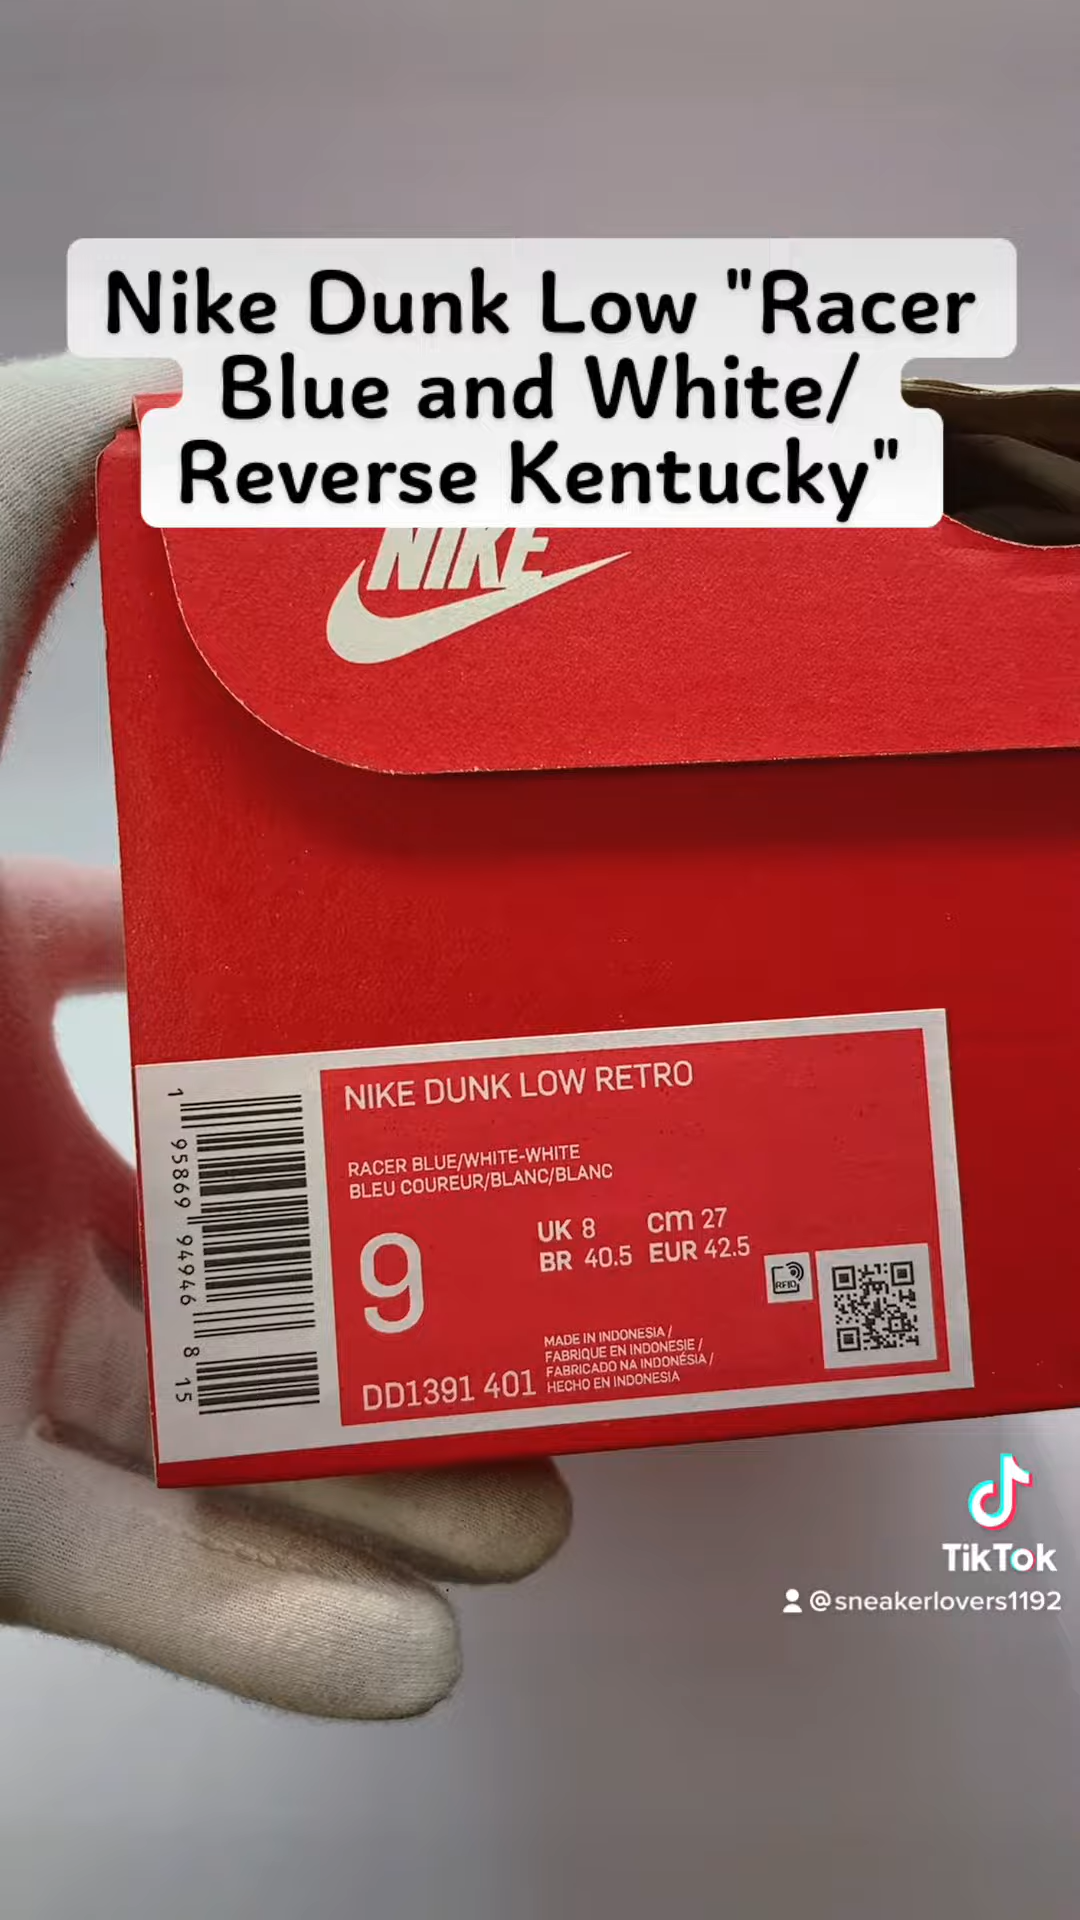 Nike Dunk Low "Racer
Blue and White/
Reverse Kentucky"
NIKE
NIKE DUNK LOW RETRO
RACER BLUE/WHITE-WHITE
BLEU COUREUR/BLANC/BLANC
9
UK 8 cm 27
BR 40.5 EUR 42.5
RFID
MADE IN INDONESIA /
FABRIQUE EN INDONESIE /
FABRICADO NA INDONÉSIA /
HECHO EN INDONESIA
DD1391 401
1 95869 94946 8 15
TikTok
@sneakerlovers1192